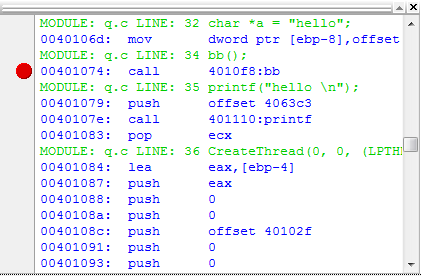 MODULE: q.c LINE: 32 char *a = "hello";
0040106d: mov dword ptr [ebp-8],offset
MODULE: q.c LINE: 34 bb();
00401074: call 4010f8:bb
MODULE: q.c LINE: 35 printf("hello \n");
00401079: push offset 4063c3
0040107e: call 401110:printf
00401083: pop ecx
MODULE: q.c LINE: 36 CreateThread(0, 0, (LPTH
00401084: lea eax,[ebp-4]
00401087: push eax
00401088: push 0
0040108a: push 0
0040108c: push offset 40102f
00401091: push 0
00401093: push 0